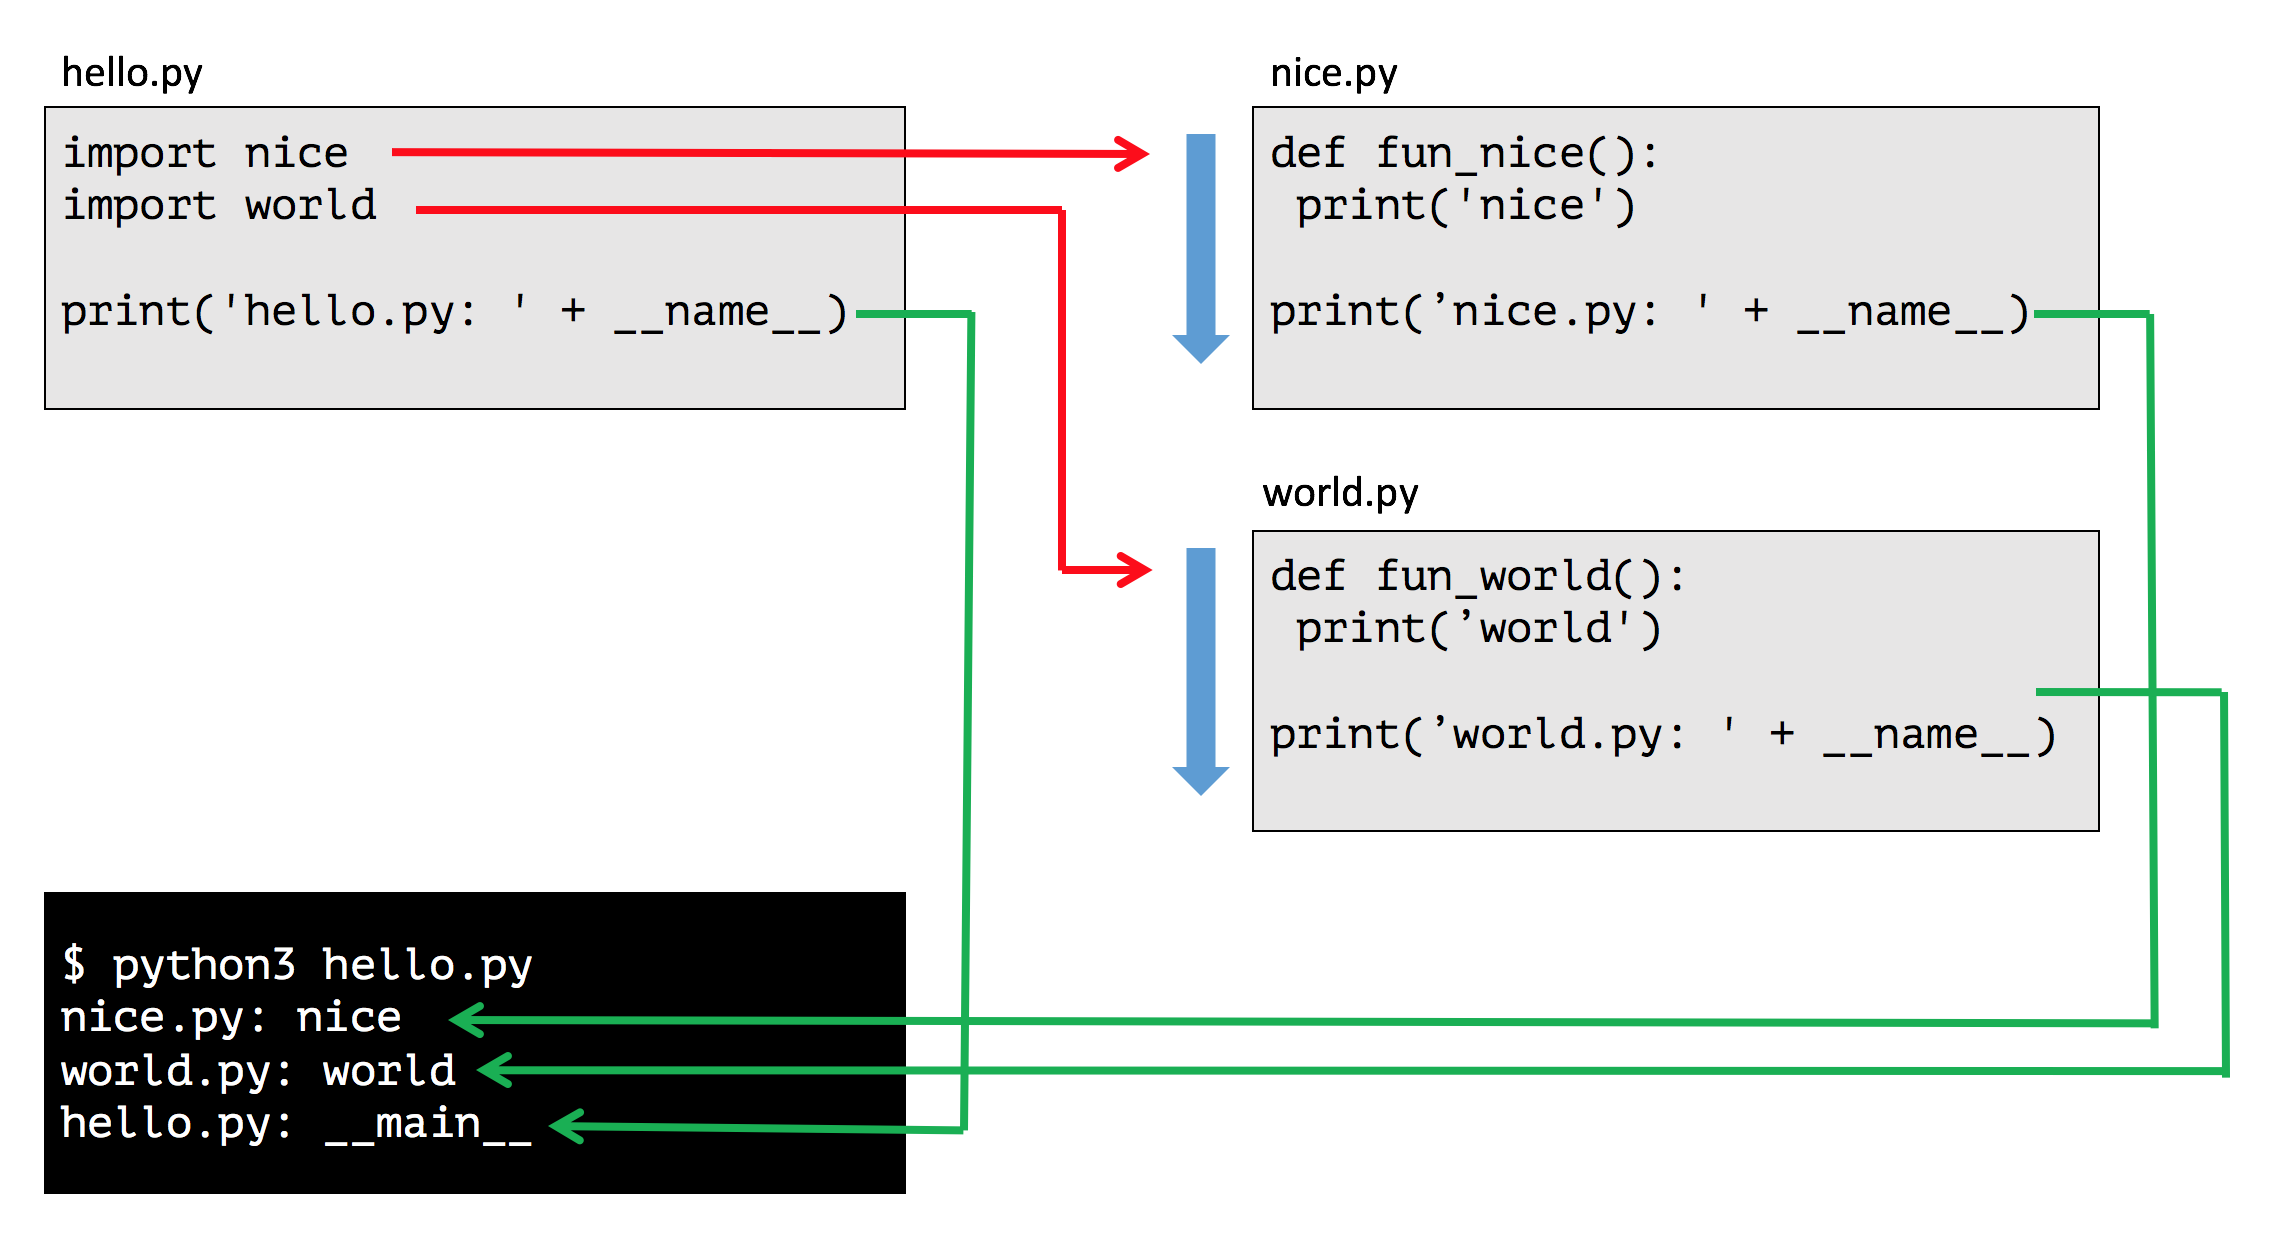 hello.py
import nice
import world
print('hello.py: ' + __name__)
nice.py
def fun_nice():
 print('nice')
print(’nice.py: ' + __name__)
world.py
def fun_world():
 print(’world')
print(’world.py: ' + __name__)
$ python3 hello.py
nice.py: nice
world.py: world
hello.py: __main__